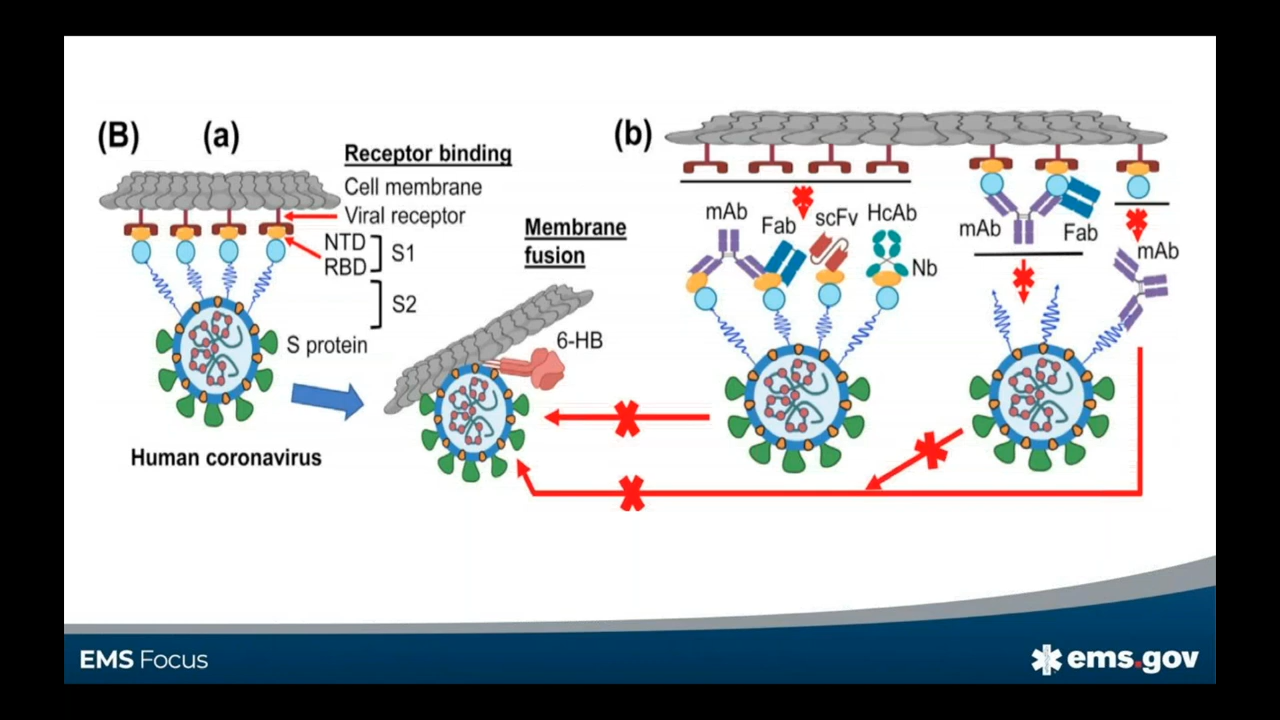 (B)
(a)
Receptor binding
Cell membrane
Viral receptor
NTD
RBD
S1
S2
S protein
Human coronavirus
Membrane
fusion
6-HB
(b)
mAb
Fab
scFv
HcAb
Nb
mAb
Fab
mAb
EMS Focus
ems.gov